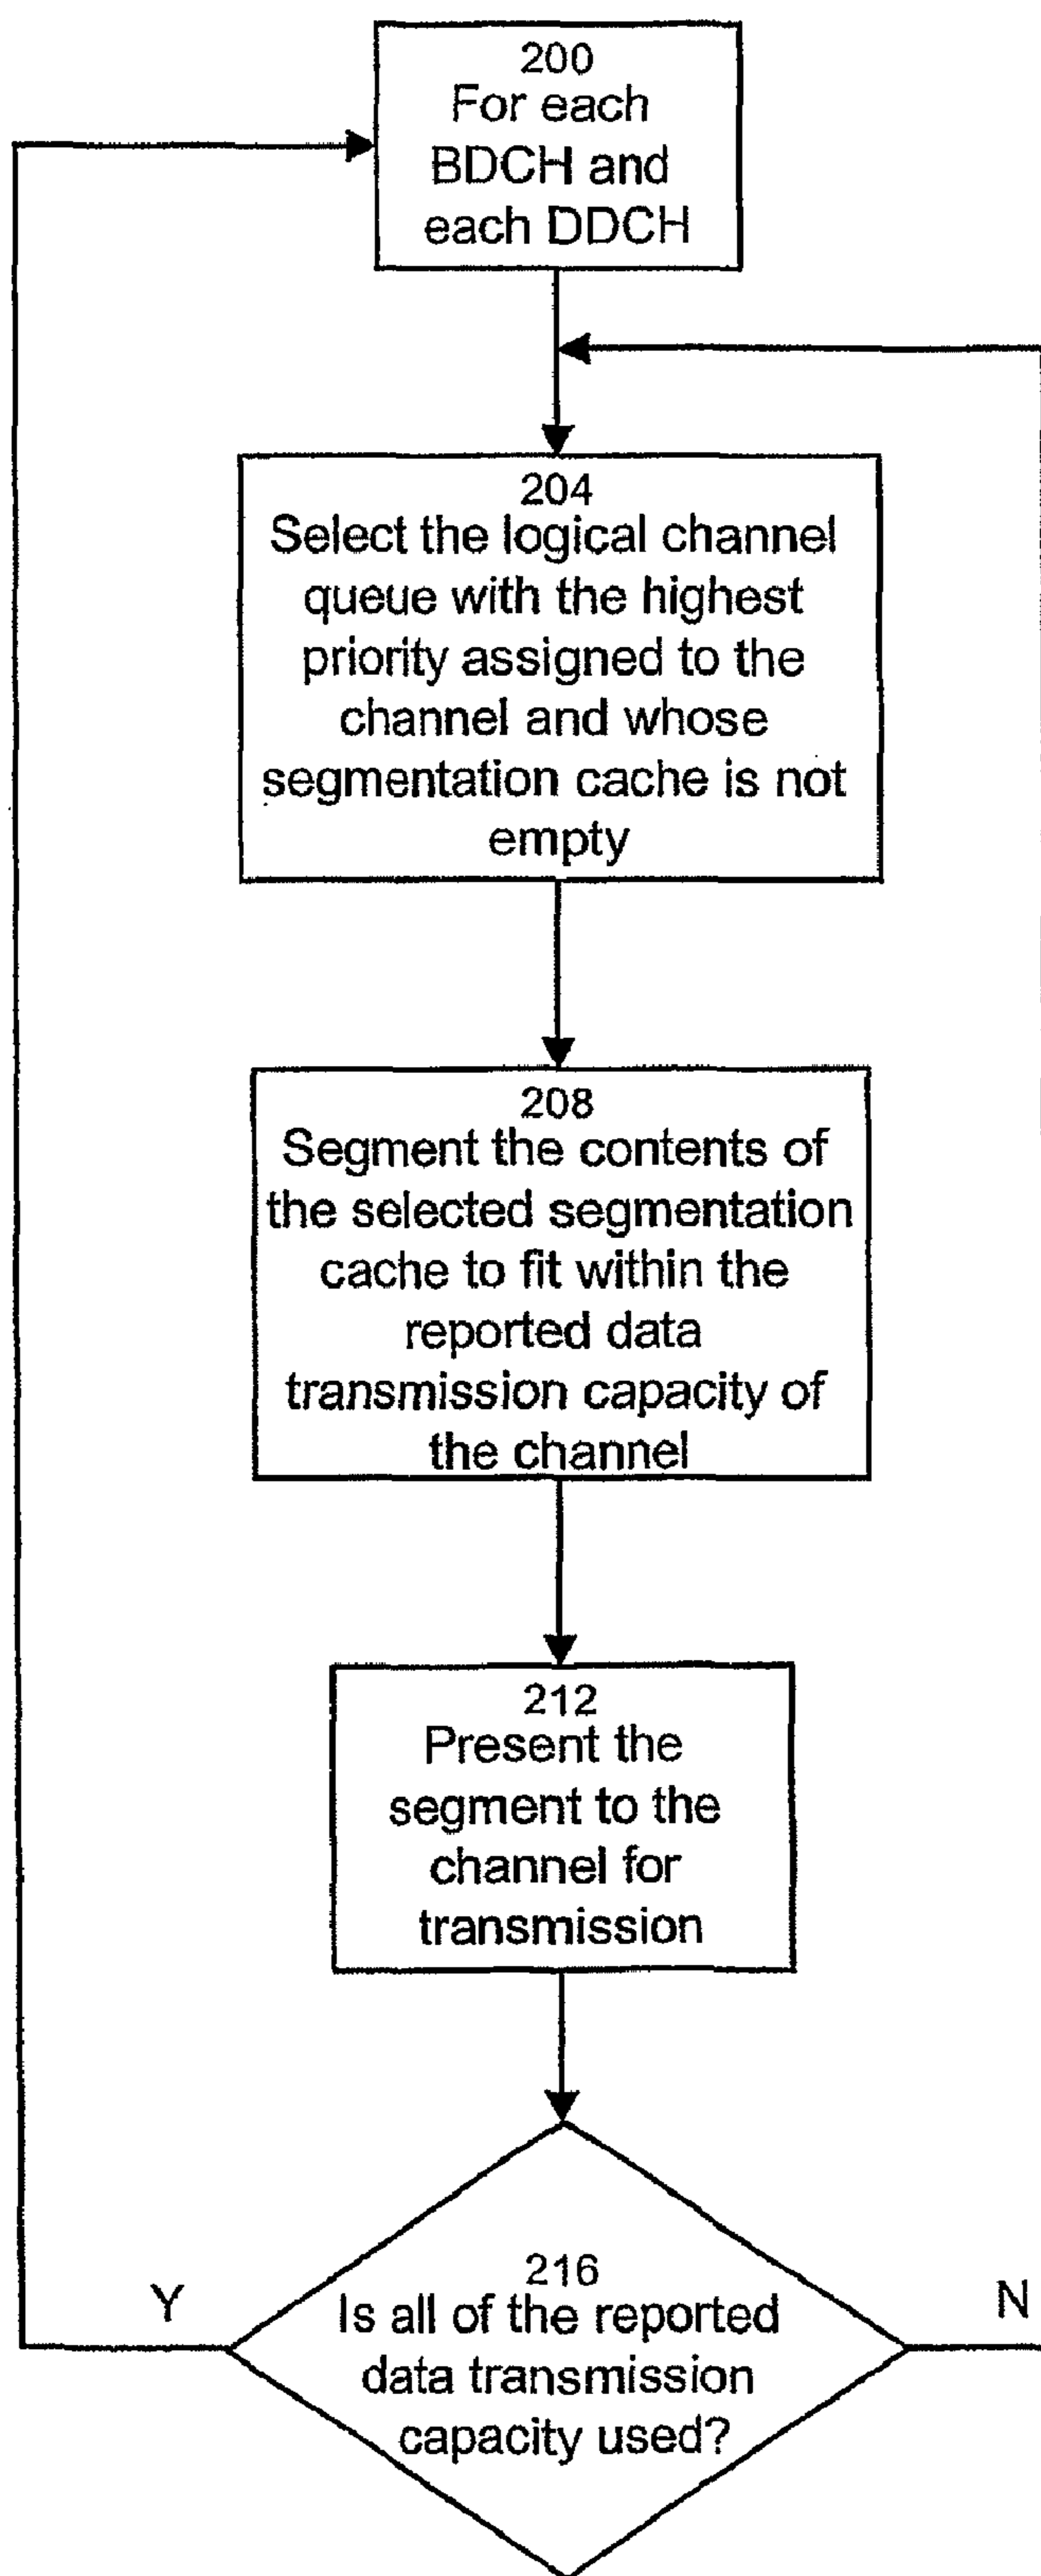 200
For each
BDCH and
each DDCH
204
Select the logical channel
queue with the highest
priority assigned to the
channel and whose
segmentation cache is not
empty
208
Segment the contents of
the selected segmentation
cache to fit within the
reported data
transmission capacity of
the channel
212
Present the
segment to the
channel for
transmission
216
Y
N
Is all of the reported
data transmission
capacity used?